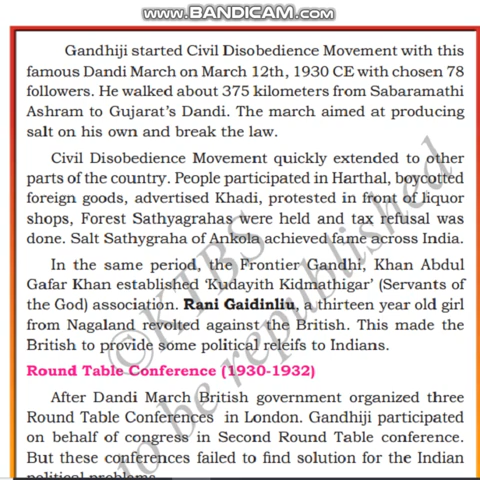 www.BANDICAM.com
Gandhiji started Civil Disobedience Movement with this
famous Dandi March on March 12th, 1930 CE with chosen 78
followers. He walked about 375 kilometers from Sabaramathi
Ashram to Gujarat's Dandi. The march aimed at producing
salt on his own and break the law.
Civil Disobedience Movement quickly extended to other
parts of the country. People participated in Harthal, boycotted
foreign goods, advertised Khadi, protested in front of liquor
shops, Forest Sathyagrahas were held and tax refusal was
done. Salt Sathygraha of Ankola achieved fame across India.
In the same period, the Frontier Gandhi, Khan Abdul
Gafar Khan established 'Kudayith Kidmathigar' (Servants of
the God) association. Rani Gaidinliu, a thirteen year old girl
from Nagaland revolted against the British. This made the
British to provide some political releifs to Indians.
Round Table Conference (1930-1932)
After Dandi March British government organized three
Round Table Conferences in London. Gandhiji participated
on behalf of congress in Second Round Table conference.
But these conferences failed to find solution for the Indian
political problems.
©KTBS
to be republished